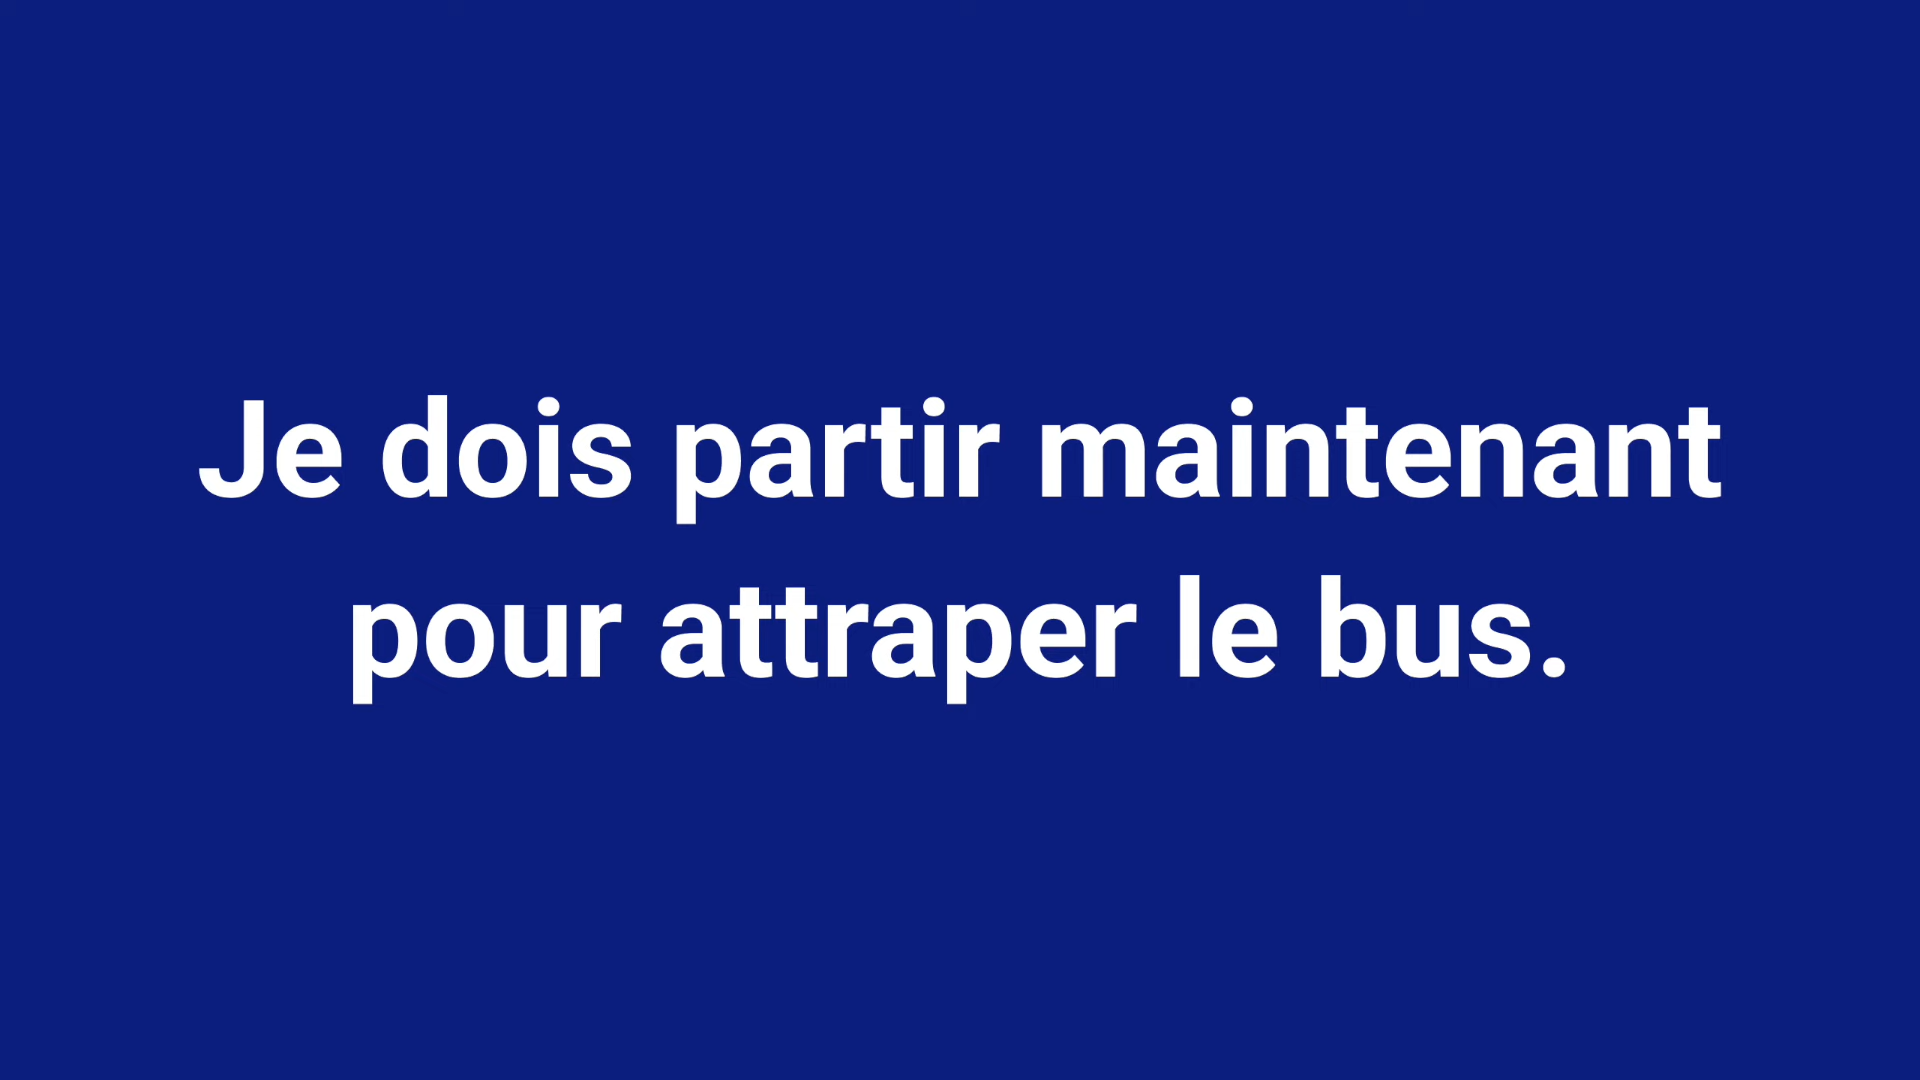 Je dois partir maintenant
pour attraper le bus.